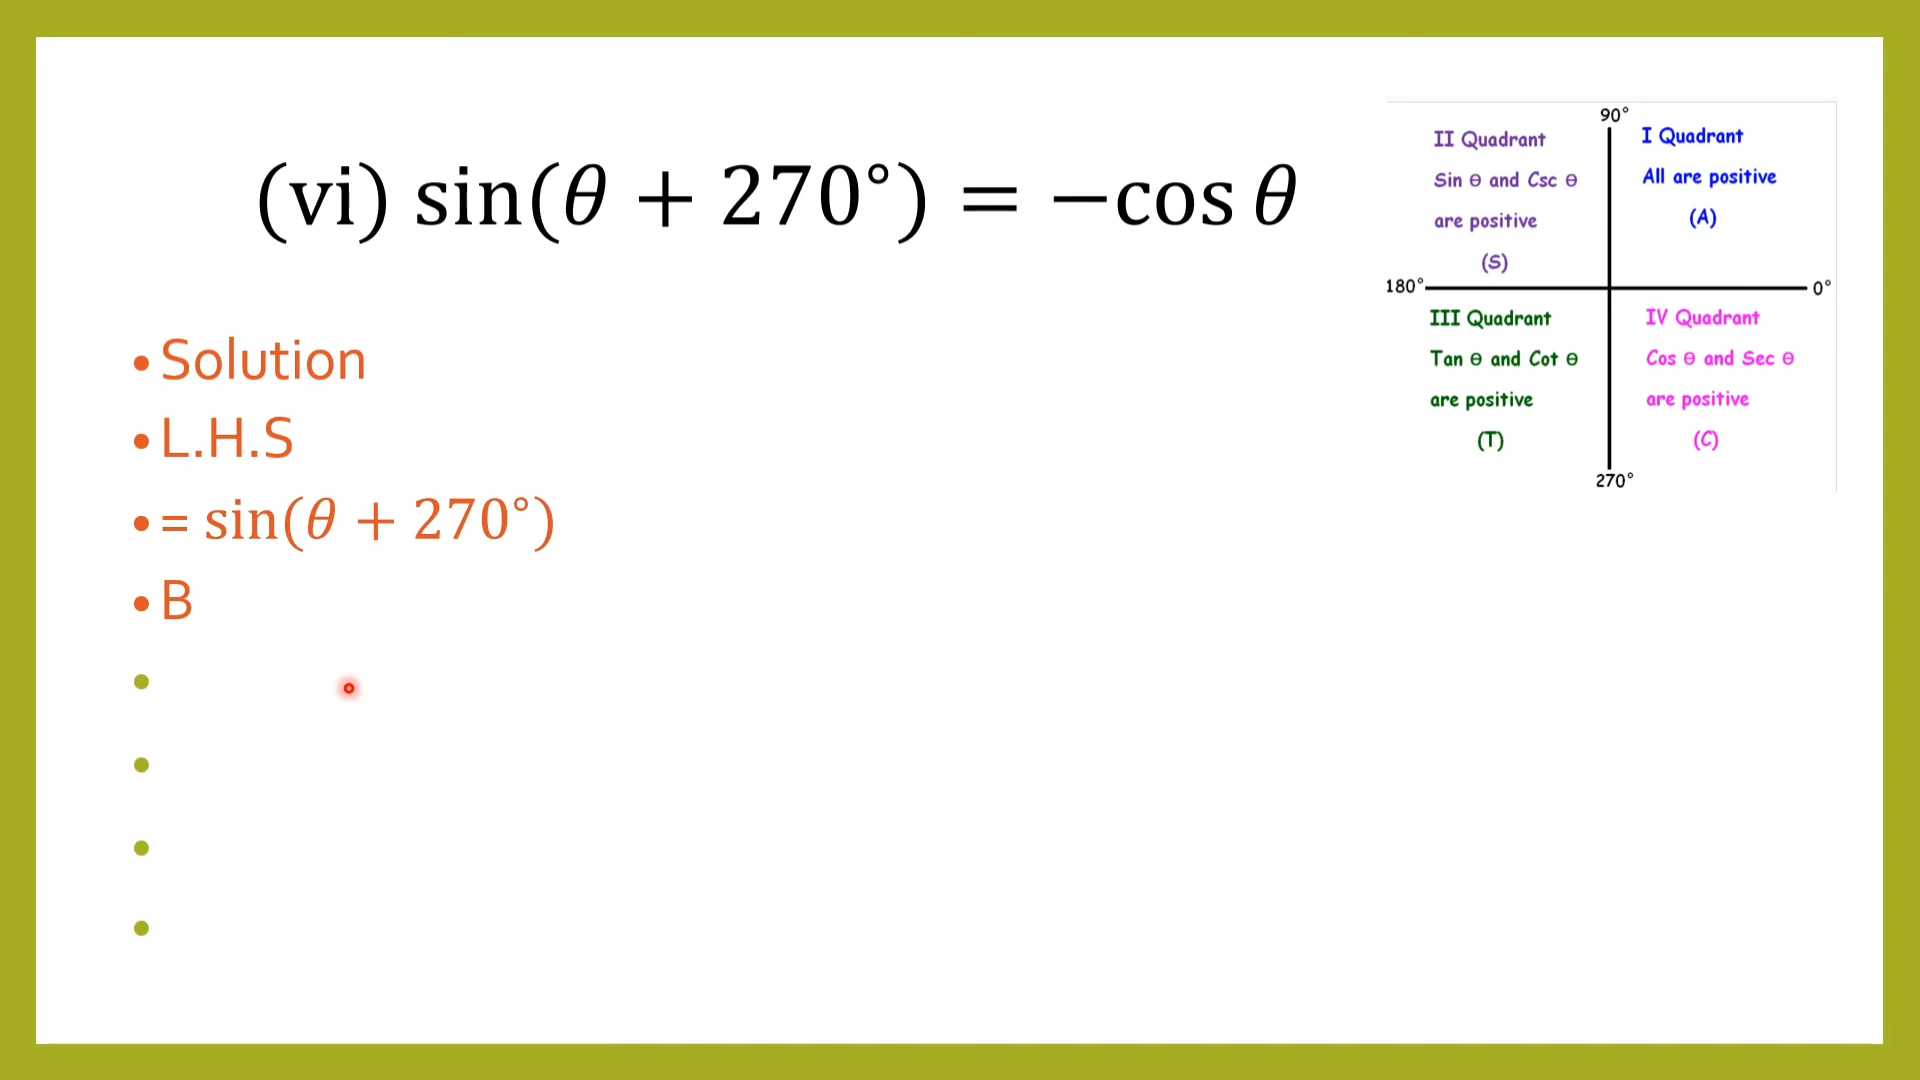 (vi) sin(θ + 270°) = −cos θ
• Solution
• L.H.S
• = sin(θ + 270°)
• B
•
•
•
•
90°
II Quadrant
Sin θ and Csc θ
are positive
(S)
I Quadrant
All are positive
(A)
180°
0°
III Quadrant
Tan θ and Cot θ
are positive
(T)
IV Quadrant
Cos θ and Sec θ
are positive
(C)
270°